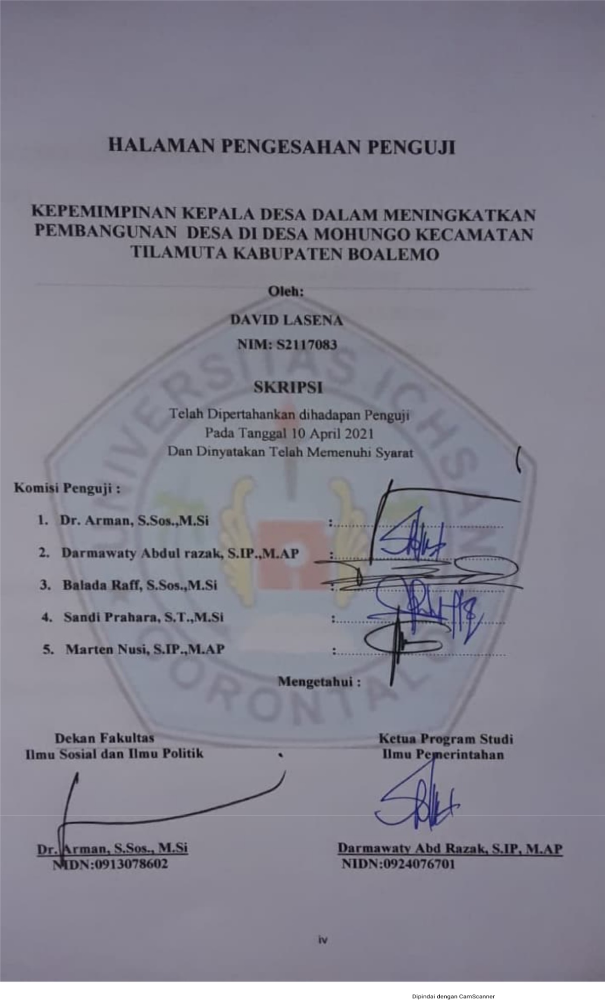 HALAMAN PENGESAHAN PENGUJI
KEPEMIMPINAN KEPALA DESA DALAM MENINGKATKAN
PEMBANGUNAN DESA DI DESA MOHUNGO KECAMATAN
TILAMUTA KABUPATEN BOALEMO
Oleh:
DAVID LASENA
NIM: S2117083
UNIVERSITAS ICHSAN
GORONTALO
SKRIPSI
Telah Dipertahankan dihadapan Penguji
Pada Tanggal 10 April 2021
Dan Dinyatakan Telah Memenuhi Syarat
Komisi Penguji :
1. Dr. Arman, S.Sos.,M.Si :
2. Darmawaty Abdul razak, S.IP.,M.AP :
3. Balada Raff, S.Sos.,M.Si :
4. Sandi Prahara, S.T.,M.Si :
5. Marten Nusi, S.IP.,M.AP :
Mengetahui :
Dekan Fakultas
Ilmu Sosial dan Ilmu Politik
Dr. Arman, S.Sos., M.Si
NIDN:0913078602
Ketua Program Studi
Ilmu Pemerintahan
Darmawaty Abd Razak, S.IP, M.AP
NIDN:0924076701
iv
Dipindai dengan CamScanner